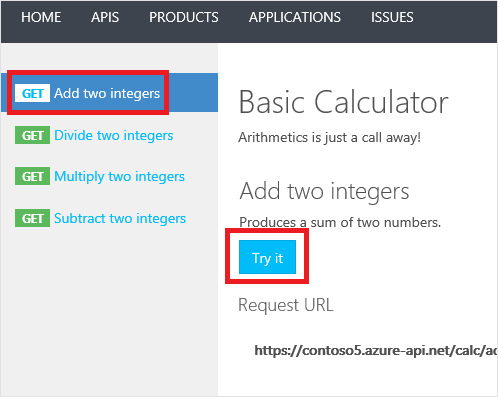 HOME APIS PRODUCTS APPLICATIONS ISSUES
GET Add two integers
GET Divide two integers
GET Multiply two integers
GET Subtract two integers
Basic Calculator
Arithmetics is just a call away!
Add two integers
Produces a sum of two numbers.
Try it
Request URL
https://contoso5.azure-api.net/calc/ad